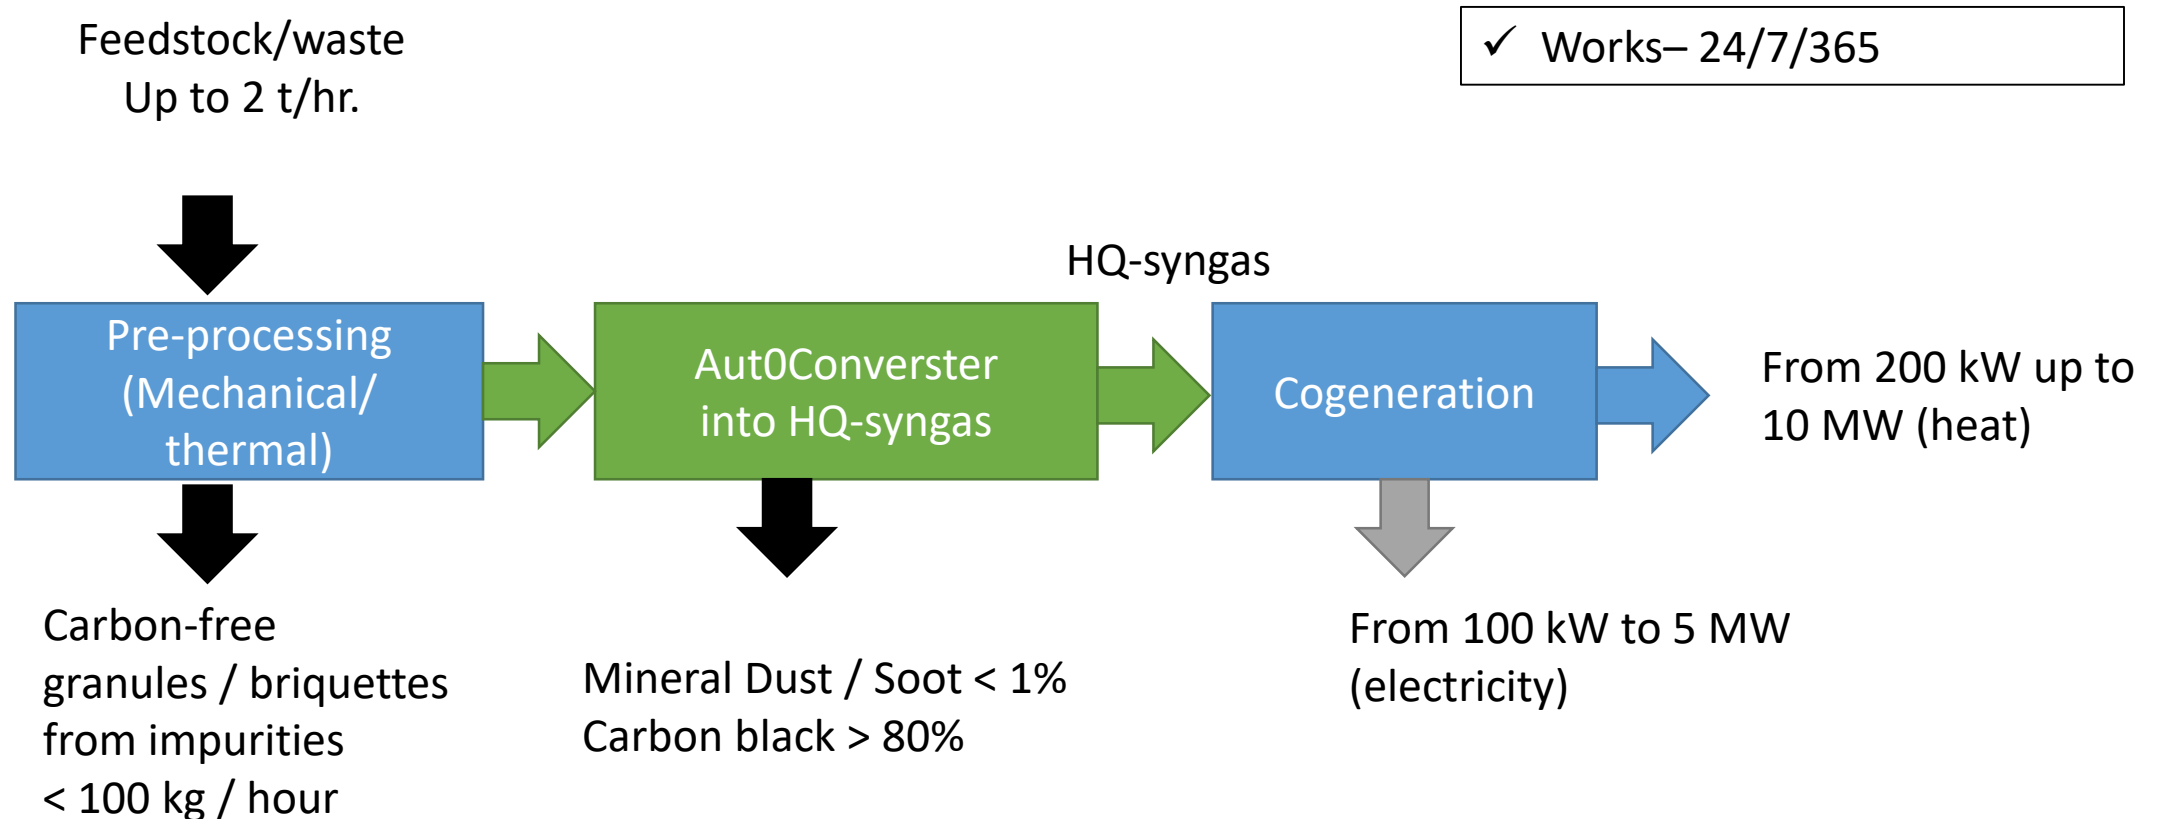 Feedstock/waste
Up to 2 t/hr.
✓ Works– 24/7/365
HQ-syngas
Pre-processing
(Mechanical/
thermal)
Aut0Converster
into HQ-syngas
Cogeneration
From 200 kW up to
10 MW (heat)
Carbon-free
granules / briquettes
from impurities
< 100 kg / hour
Mineral Dust / Soot < 1%
Carbon black > 80%
From 100 kW to 5 MW
(electricity)